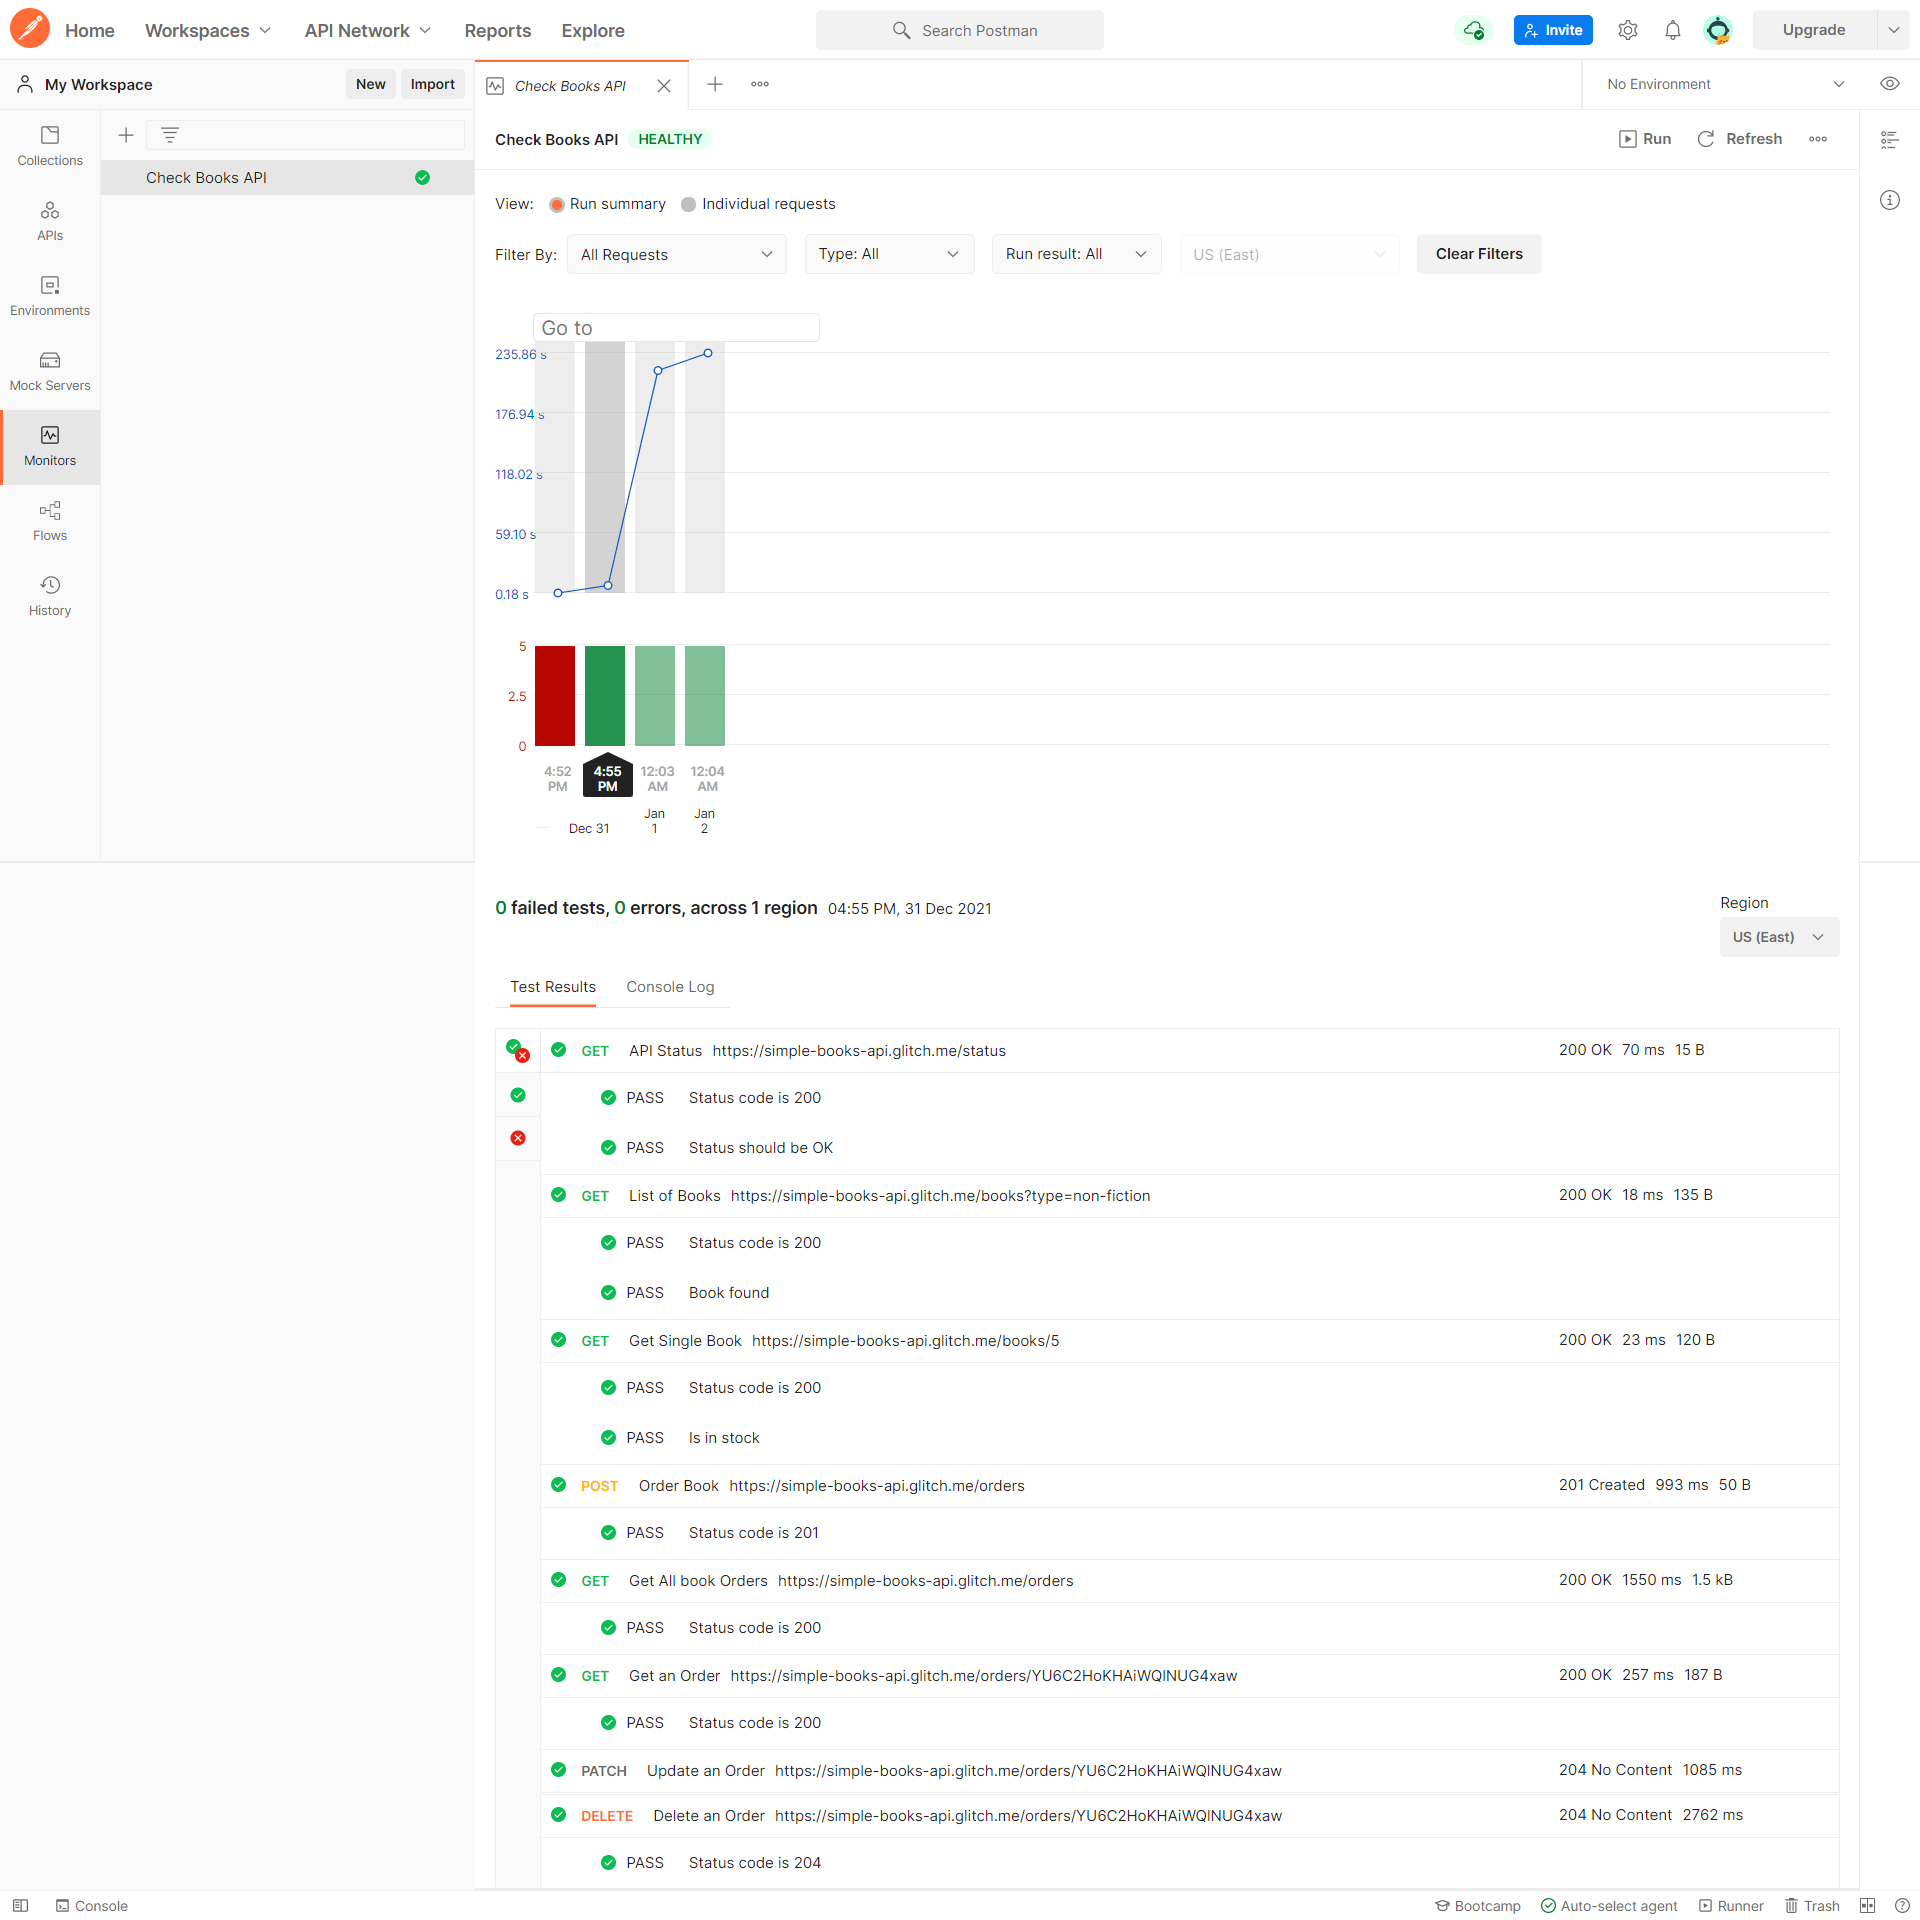 Home Workspaces API Network Reports Explore Search Postman Invite Upgrade
My Workspace New Import Check Books API No Environment
Collections
APIs
Environments
Mock Servers
Monitors
Flows
History
Check Books API
Check Books API HEALTHY Run Refresh
View: Run summary Individual requests
Filter By: All Requests Type: All Run result: All US (East) Clear Filters
Go to
235.86 s
176.94 s
118.02 s
59.10 s
0.18 s
5
2.5
0
4:52 PM 4:55 PM 12:03 AM 12:04 AM
Dec 31 Jan 1 Jan 2
0 failed tests, 0 errors, across 1 region 04:55 PM, 31 Dec 2021
Region
US (East)
Test Results Console Log
GET API Status https://simple-books-api.glitch.me/status 200 OK 70 ms 15 B
PASS Status code is 200
PASS Status should be OK
GET List of Books https://simple-books-api.glitch.me/books?type=non-fiction 200 OK 18 ms 135 B
PASS Status code is 200
PASS Book found
GET Get Single Book https://simple-books-api.glitch.me/books/5 200 OK 23 ms 120 B
PASS Status code is 200
PASS Is in stock
POST Order Book https://simple-books-api.glitch.me/orders 201 Created 993 ms 50 B
PASS Status code is 201
GET Get All book Orders https://simple-books-api.glitch.me/orders 200 OK 1550 ms 1.5 kB
PASS Status code is 200
GET Get an Order https://simple-books-api.glitch.me/orders/YU6C2HoKHAiWQlNUG4xaw 200 OK 257 ms 187 B
PASS Status code is 200
PATCH Update an Order https://simple-books-api.glitch.me/orders/YU6C2HoKHAiWQlNUG4xaw 204 No Content 1085 ms
DELETE Delete an Order https://simple-books-api.glitch.me/orders/YU6C2HoKHAiWQlNUG4xaw 204 No Content 2762 ms
PASS Status code is 204
Console Bootcamp Auto-select agent Runner Trash